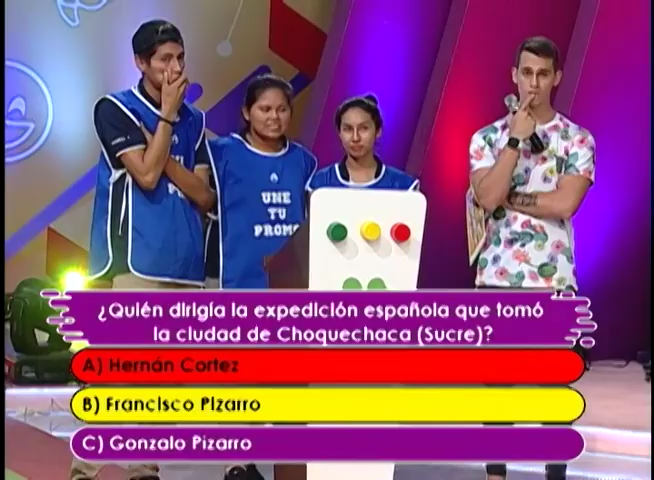 UNE
TU
PROMO
¿Quién dirigía la expedición española que tomó
la ciudad de Choquechaca (Sucre)?
A) Hernán Cortez
B) Francisco Pizarro
C) Gonzalo Pizarro